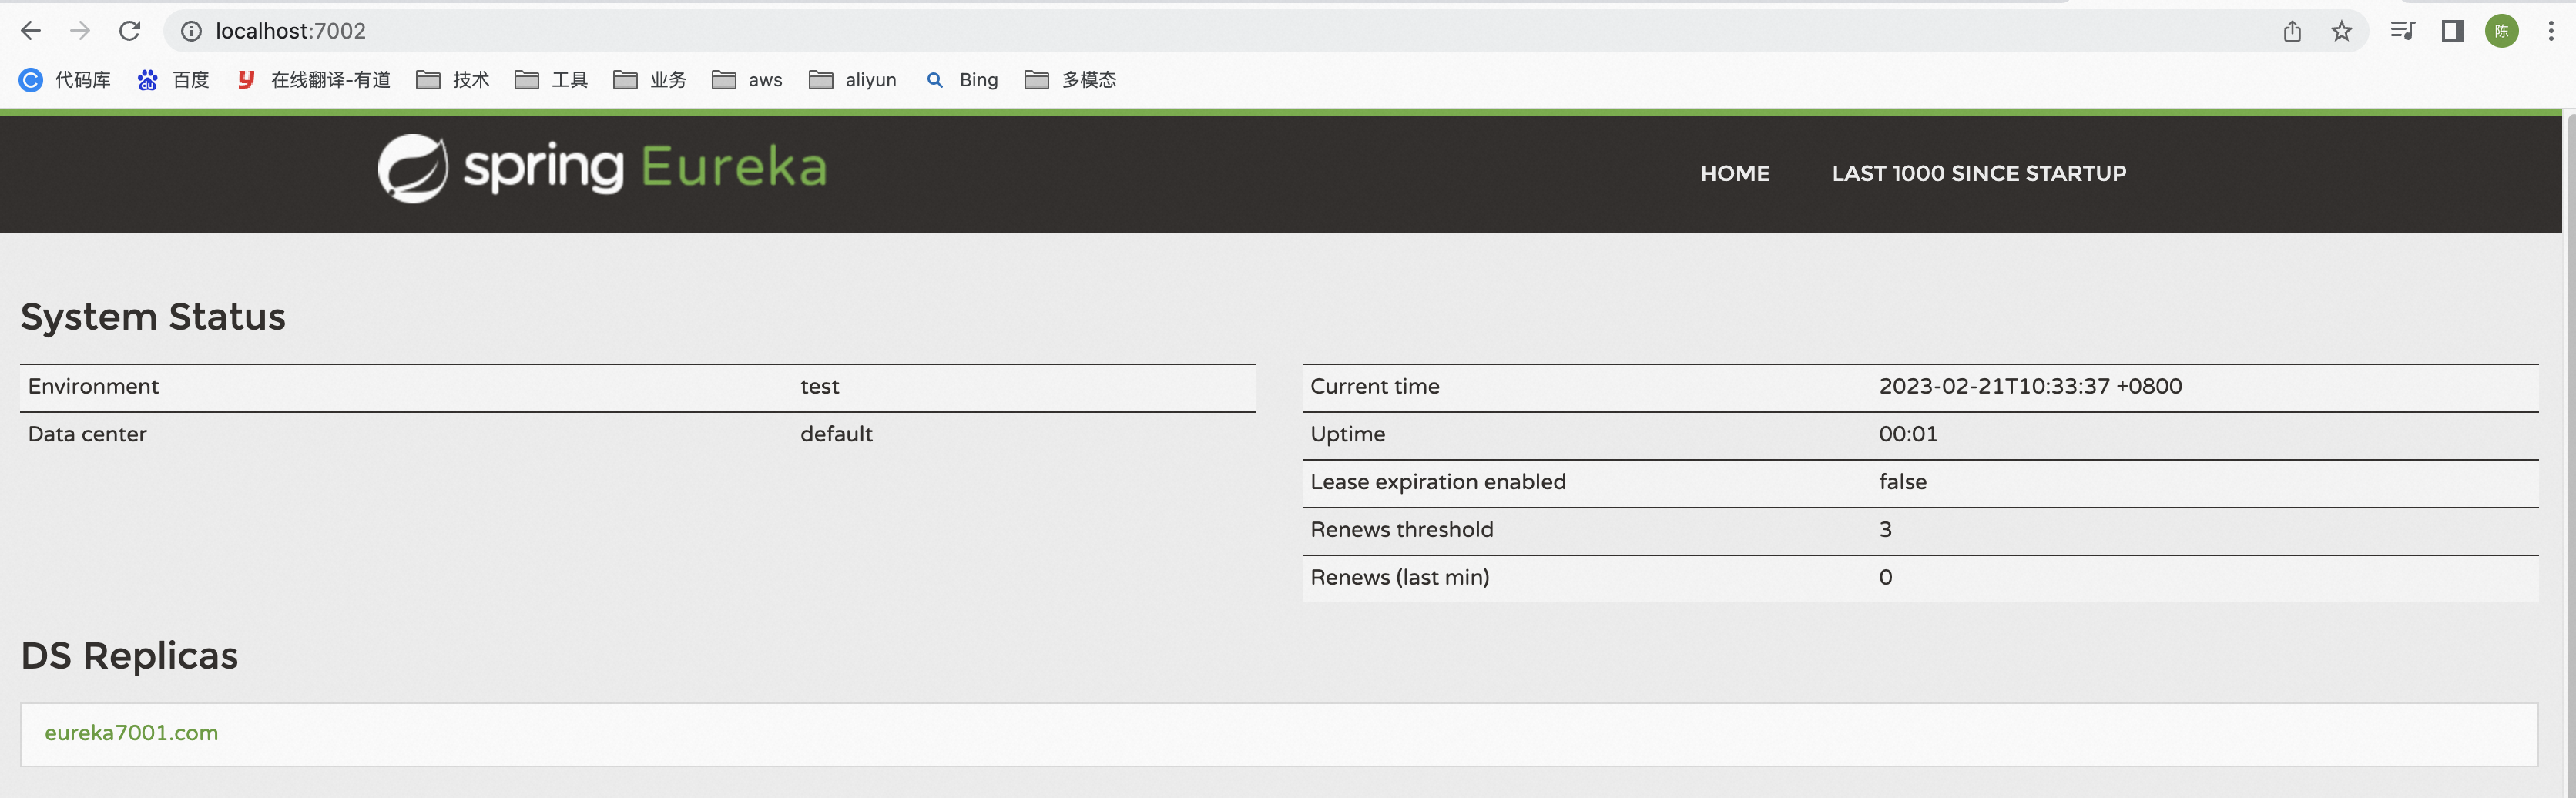 localhost:7002
陈
代码库 百度 在线翻译-有道 技术 工具 业务 aws aliyun Bing 多模态
spring Eureka
HOME LAST 1000 SINCE STARTUP
System Status
Environment test
Data center default
Current time 2023-02-21T10:33:37 +0800
Uptime 00:01
Lease expiration enabled false
Renews threshold 3
Renews (last min) 0
DS Replicas
eureka7001.com